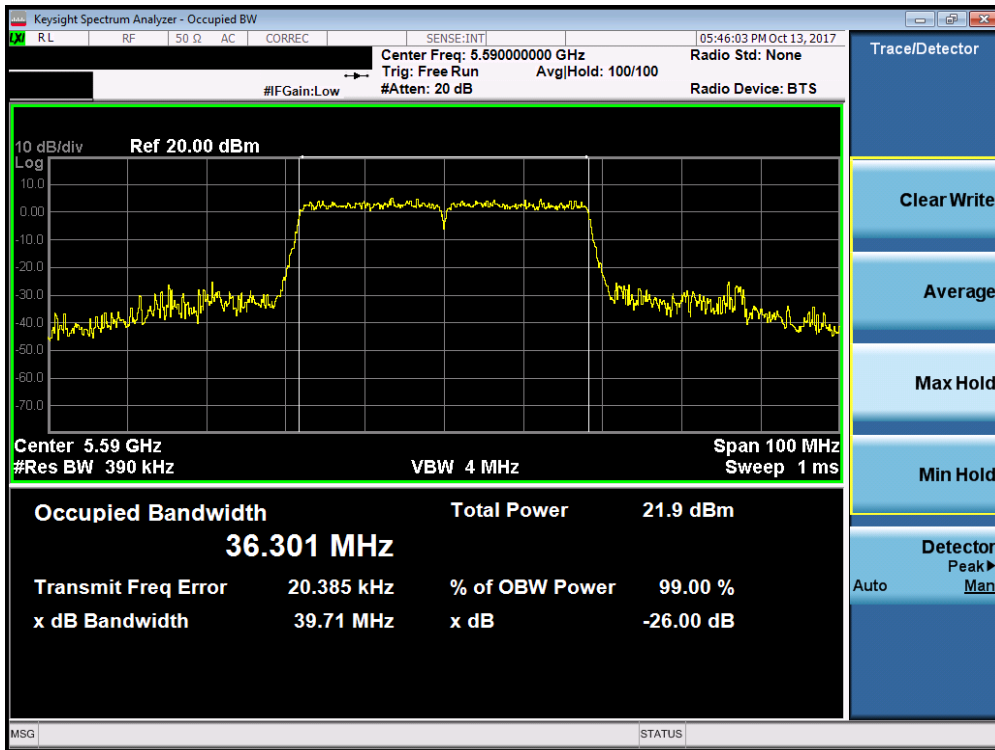 Keysight Spectrum Analyzer - Occupied BW
LXI RL RF 50 Ω AC CORREC SENSE:INT 05:46:03 PM Oct 13, 2017
Center Freq: 5.590000000 GHz Radio Std: None
Trig: Free Run Avg|Hold: 100/100
#IFGain:Low #Atten: 20 dB Radio Device: BTS
10 dB/div Ref 20.00 dBm
Log
10.0
0.00
-10.0
-20.0
-30.0
-40.0
-50.0
-60.0
-70.0
Center 5.59 GHz Span 100 MHz
#Res BW 390 kHz VBW 4 MHz Sweep 1 ms
Occupied Bandwidth Total Power 21.9 dBm
36.301 MHz
Transmit Freq Error 20.385 kHz % of OBW Power 99.00 %
x dB Bandwidth 39.71 MHz x dB -26.00 dB
MSG STATUS
Trace/Detector
Clear Write
Average
Max Hold
Min Hold
Detector
Peak
Auto Man